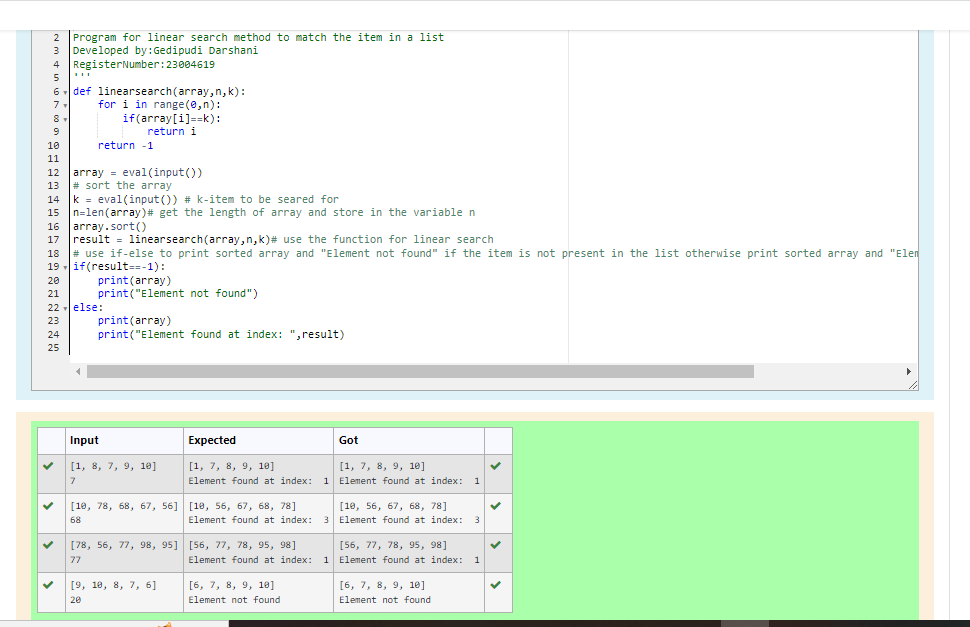 2 Program for linear search method to match the item in a list
3 Developed by:Gedipudi Darshani
4 RegisterNumber:23004619
5 '''
6 def linearsearch(array,n,k):
7 for i in range(0,n):
8 if(array[i]==k):
9 return i
10 return -1
11
12 array = eval(input())
13 # sort the array
14 k = eval(input()) # k-item to be seared for
15 n=len(array)# get the length of array and store in the variable n
16 array.sort()
17 result = linearsearch(array,n,k)# use the function for linear search
18 # use if-else to print sorted array and "Element not found" if the item is not present in the list otherwise print sorted array and "Elem
19 if(result==-1):
20 print(array)
21 print("Element not found")
22 else:
23 print(array)
24 print("Element found at index: ",result)
25
Input Expected Got
[1, 8, 7, 9, 10] [1, 7, 8, 9, 10] [1, 7, 8, 9, 10]
7 Element found at index:  1 Element found at index:  1
[10, 78, 68, 67, 56] [10, 56, 67, 68, 78] [10, 56, 67, 68, 78]
68 Element found at index:  3 Element found at index:  3
[78, 56, 77, 98, 95] [56, 77, 78, 95, 98] [56, 77, 78, 95, 98]
77 Element found at index:  1 Element found at index:  1
[9, 10, 8, 7, 6] [6, 7, 8, 9, 10] [6, 7, 8, 9, 10]
20 Element not found Element not found